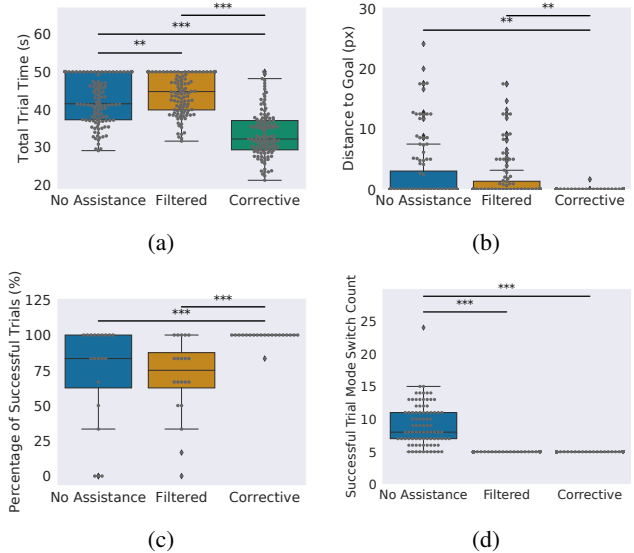 ***
***
**
Total Trial Time (s)
60
50
40
30
20
No Assistance Filtered Corrective
(a)
**
**
Distance to Goal (px)
30
20
10
0
No Assistance Filtered Corrective
(b)
***
***
Percentage of Successful Trials (%)
125
100
75
50
25
0
No Assistance Filtered Corrective
(c)
***
***
Successful Trial Mode Switch Count
25
20
15
10
5
0
No Assistance Filtered Corrective
(d)